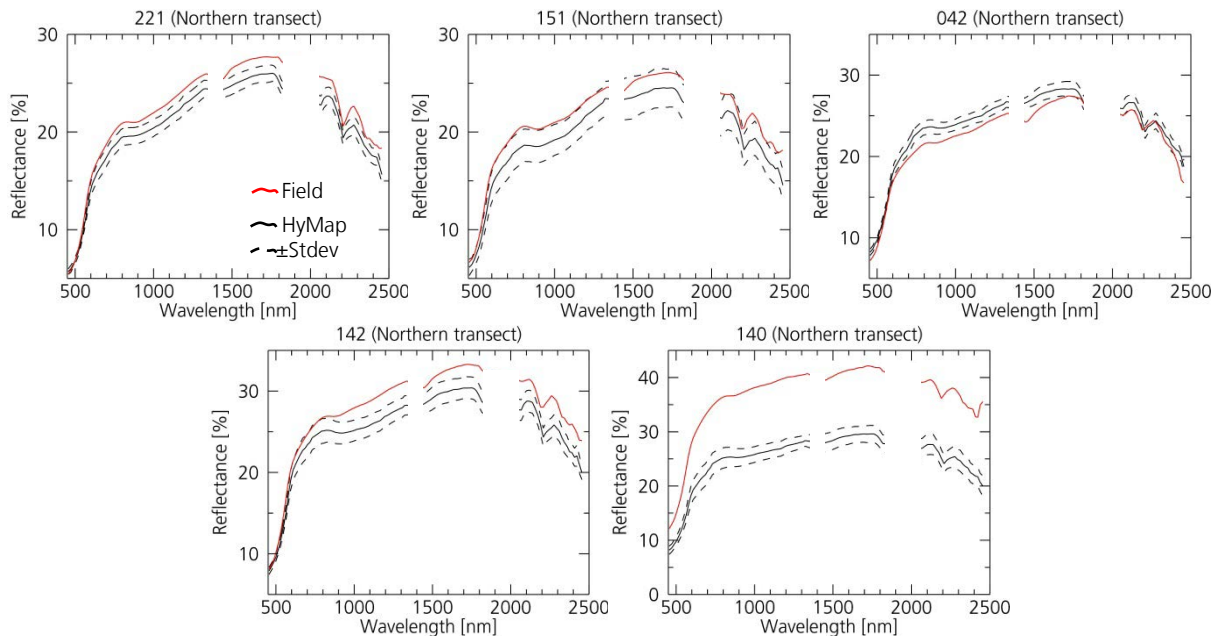 221 (Northern transect)
151 (Northern transect)
042 (Northern transect)
Reflectance [%]
30
20
10
Field
HyMap
±Stdev
500 1000 1500 2000 2500
Wavelength [nm]
Reflectance [%]
30
20
10
500 1000 1500 2000 2500
Wavelength [nm]
Reflectance [%]
30
20
10
500 1000 1500 2000 2500
Wavelength [nm]
142 (Northern transect)
140 (Northern transect)
Reflectance [%]
30
20
10
500 1000 1500 2000 2500
Wavelength [nm]
Reflectance [%]
40
30
20
10
0
500 1000 1500 2000 2500
Wavelength [nm]